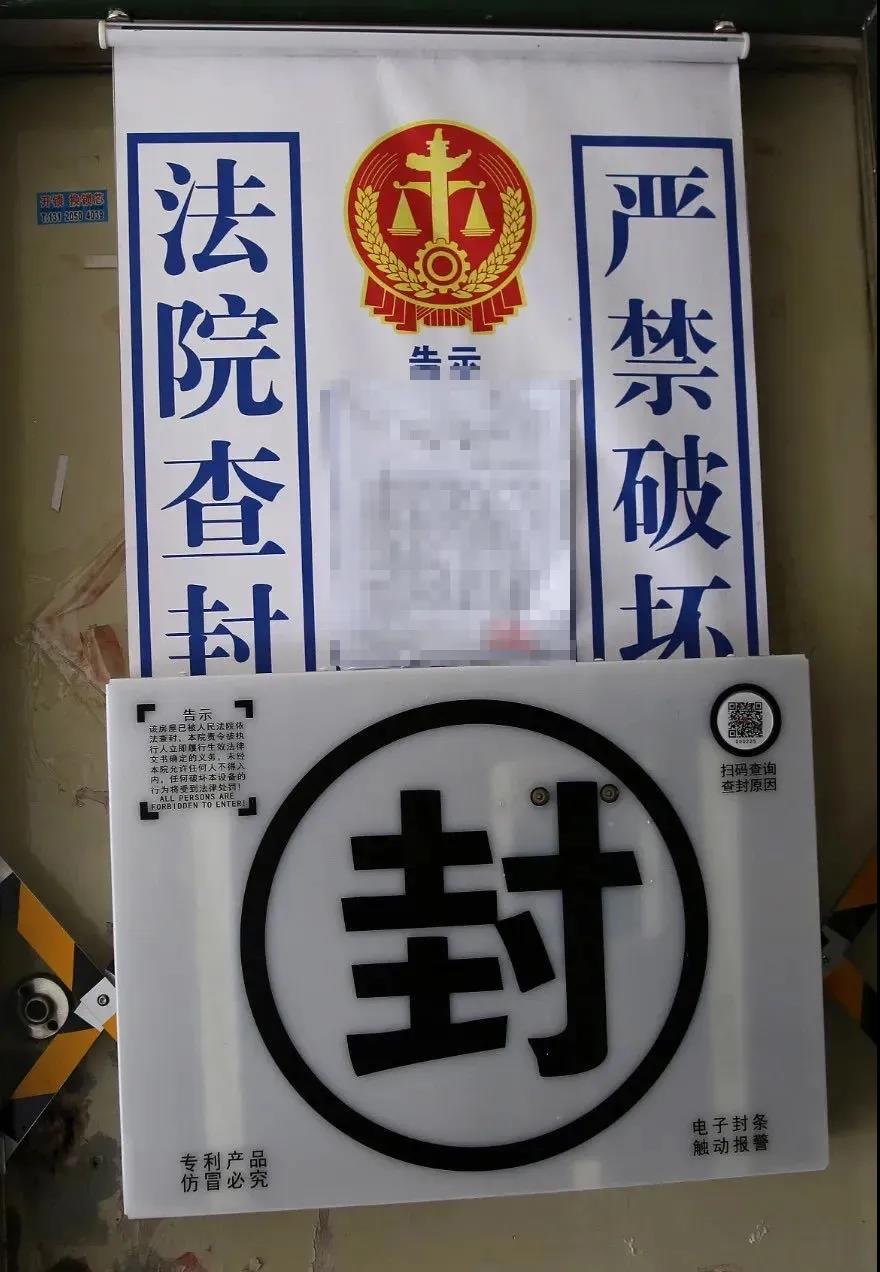 法院查封
告示
严禁破坏
开锁 换锁芯
告示
该房屋已被人民法院依
法查封，本院责令被执
行人立即履行生效法律
文书确定的义务，未经
本院允许任何人不得入
内，任何破坏本设备的
行为将受到法律处罚！
ALL PERSONS ARE
FORBIDDEN TO ENTER!
扫码查询
查封原因
封
专利产品
仿冒必究
电子封条
触动报警